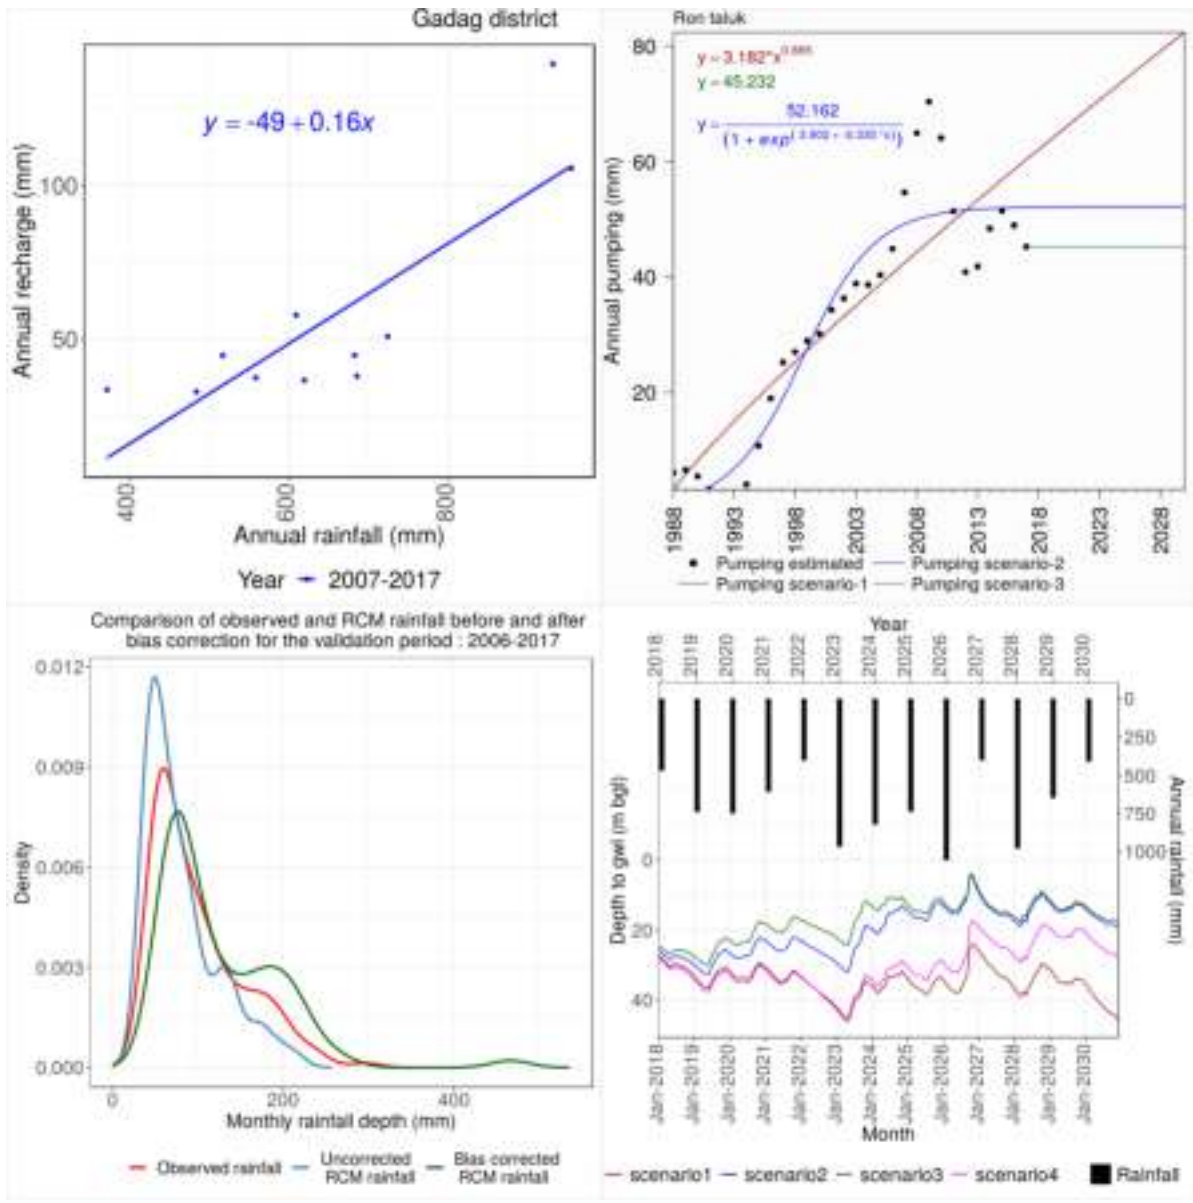 Gadag district
y = -49 + 0.16x
Annual recharge (mm)
100
50
400
600
800
Annual rainfall (mm)
Year 2007-2017
Ron taluk
y = 3.182*x
y = 45.232
y = 52.162
(1 + exp
Annual pumping (mm)
80
60
40
20
1988
1993
1998
2003
2008
2013
2018
2023
2028
Pumping estimated Pumping scenario-2
Pumping scenario-1 Pumping scenario-3
Comparison of observed and RCM rainfall before and after
bias correction for the validation period : 2006-2017
Density
0.012
0.009
0.006
0.003
0.000
0 200 400
Monthly rainfall depth (mm)
Observed rainfall Uncorrected RCM rainfall Bias corrected RCM rainfall
Year
2018
2019
2020
2021
2022
2023
2024
2025
2026
2027
2028
2029
2030
Depth to gwl (m bgl)
0
20
40
0
250
500
750
1000
Annual rainfall (mm)
Jan-2018
Jan-2019
Jan-2020
Jan-2021
Jan-2022
Jan-2023
Jan-2024
Jan-2025
Jan-2026
Jan-2027
Jan-2028
Jan-2029
Jan-2030
Month
scenario1 scenario2 scenario3 scenario4 Rainfall